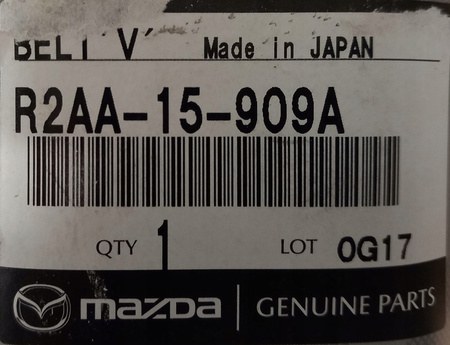 BELT 'V' Made in JAPAN
R2AA-15-909A
QTY 1 LOT 0G17
mazda GENUINE PARTS